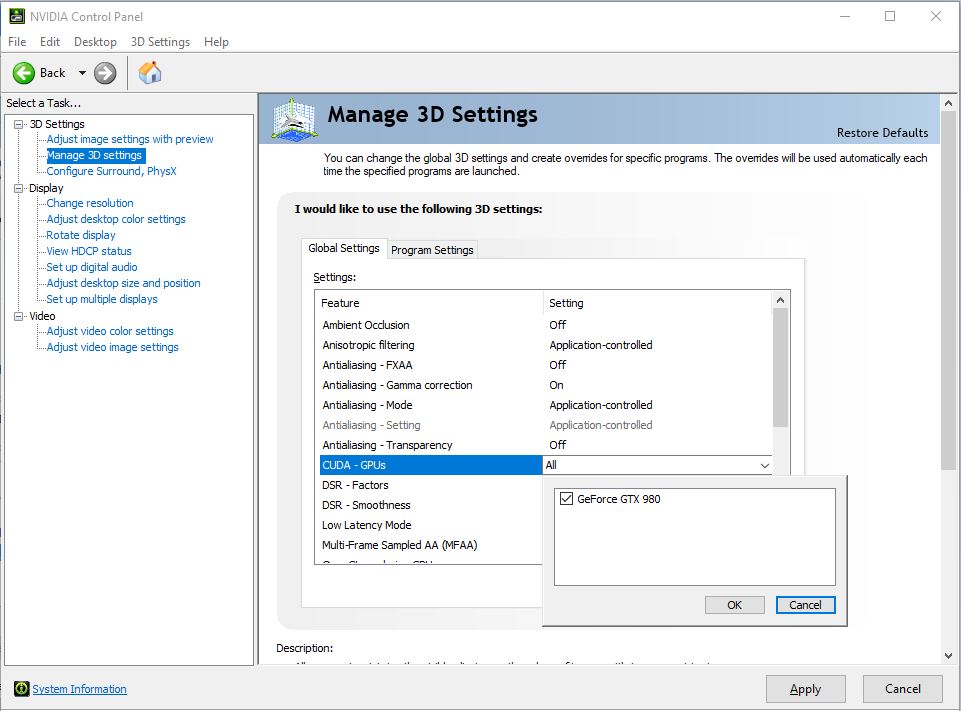 NVIDIA Control Panel
File Edit Desktop 3D Settings Help
Back
Select a Task...
3D Settings
Adjust image settings with preview
Manage 3D settings
Configure Surround, PhysX
Display
Change resolution
Adjust desktop color settings
Rotate display
View HDCP status
Set up digital audio
Adjust desktop size and position
Set up multiple displays
Video
Adjust video color settings
Adjust video image settings
Manage 3D Settings
Restore Defaults
You can change the global 3D settings and create overrides for specific programs. The overrides will be used automatically each
time the specified programs are launched.
I would like to use the following 3D settings:
Global Settings Program Settings
Settings:
Feature Setting
Ambient Occlusion Off
Anisotropic filtering Application-controlled
Antialiasing - FXAA Off
Antialiasing - Gamma correction On
Antialiasing - Mode Application-controlled
Antialiasing - Setting Application-controlled
Antialiasing - Transparency Off
CUDA - GPUs All
DSR - Factors
GeForce GTX 980
DSR - Smoothness
Low Latency Mode
Multi-Frame Sampled AA (MFAA)
OK Cancel
Description:
System Information
Apply Cancel